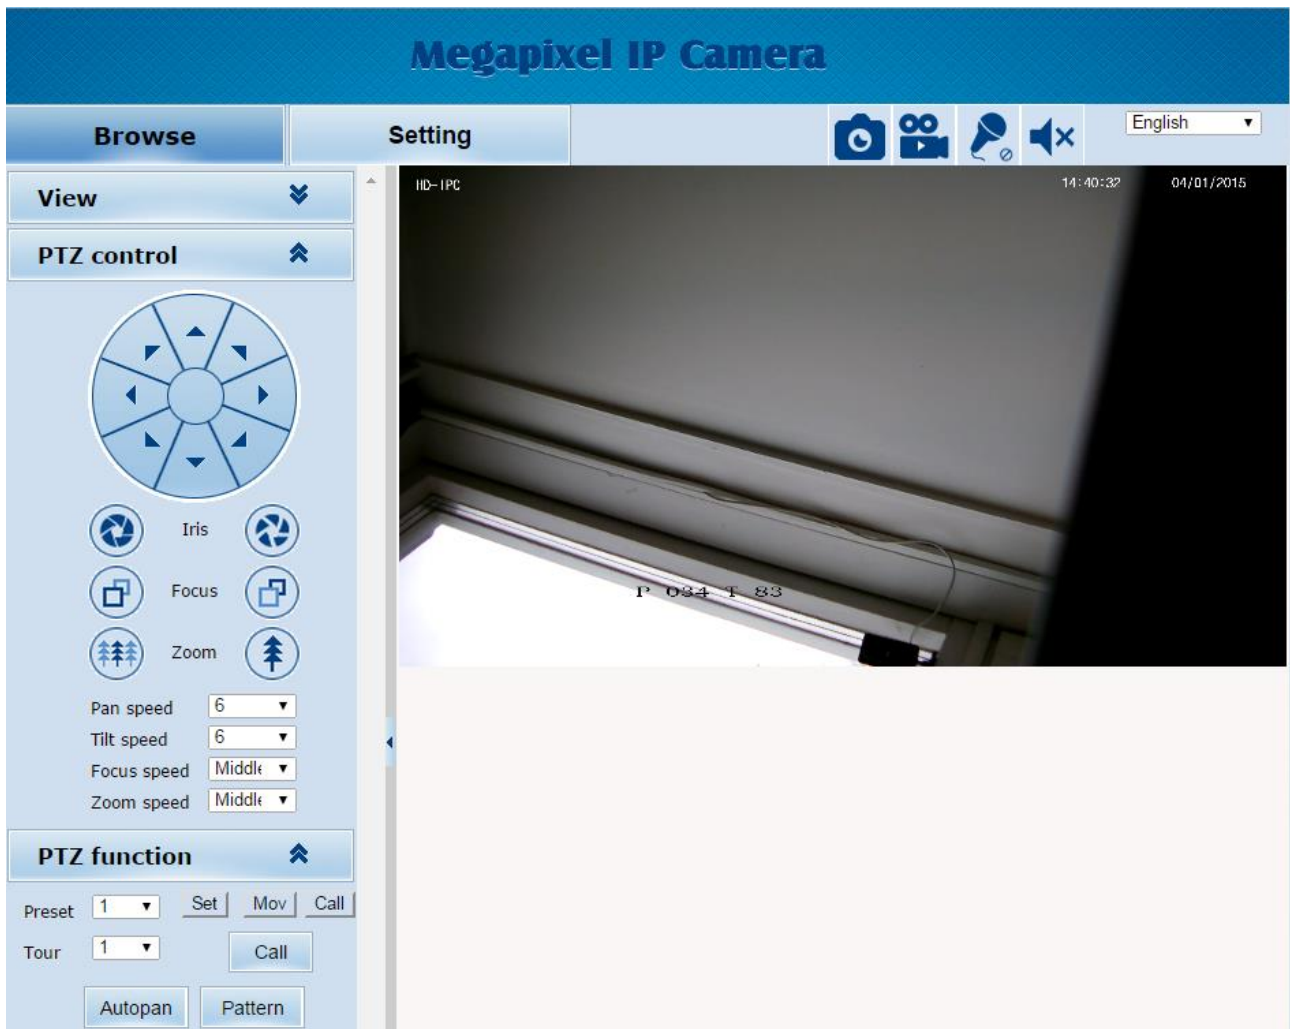 Megapixel IP Camera
Browse
Setting
English
View
PTZ control
HD-IPC
14:40:32 04/01/2015
P 034 T 83
Iris
Focus
Zoom
Pan speed 6
Tilt speed 6
Focus speed Middle
Zoom speed Middle
PTZ function
Preset 1 Set Mov Call
Tour 1 Call
Autopan Pattern